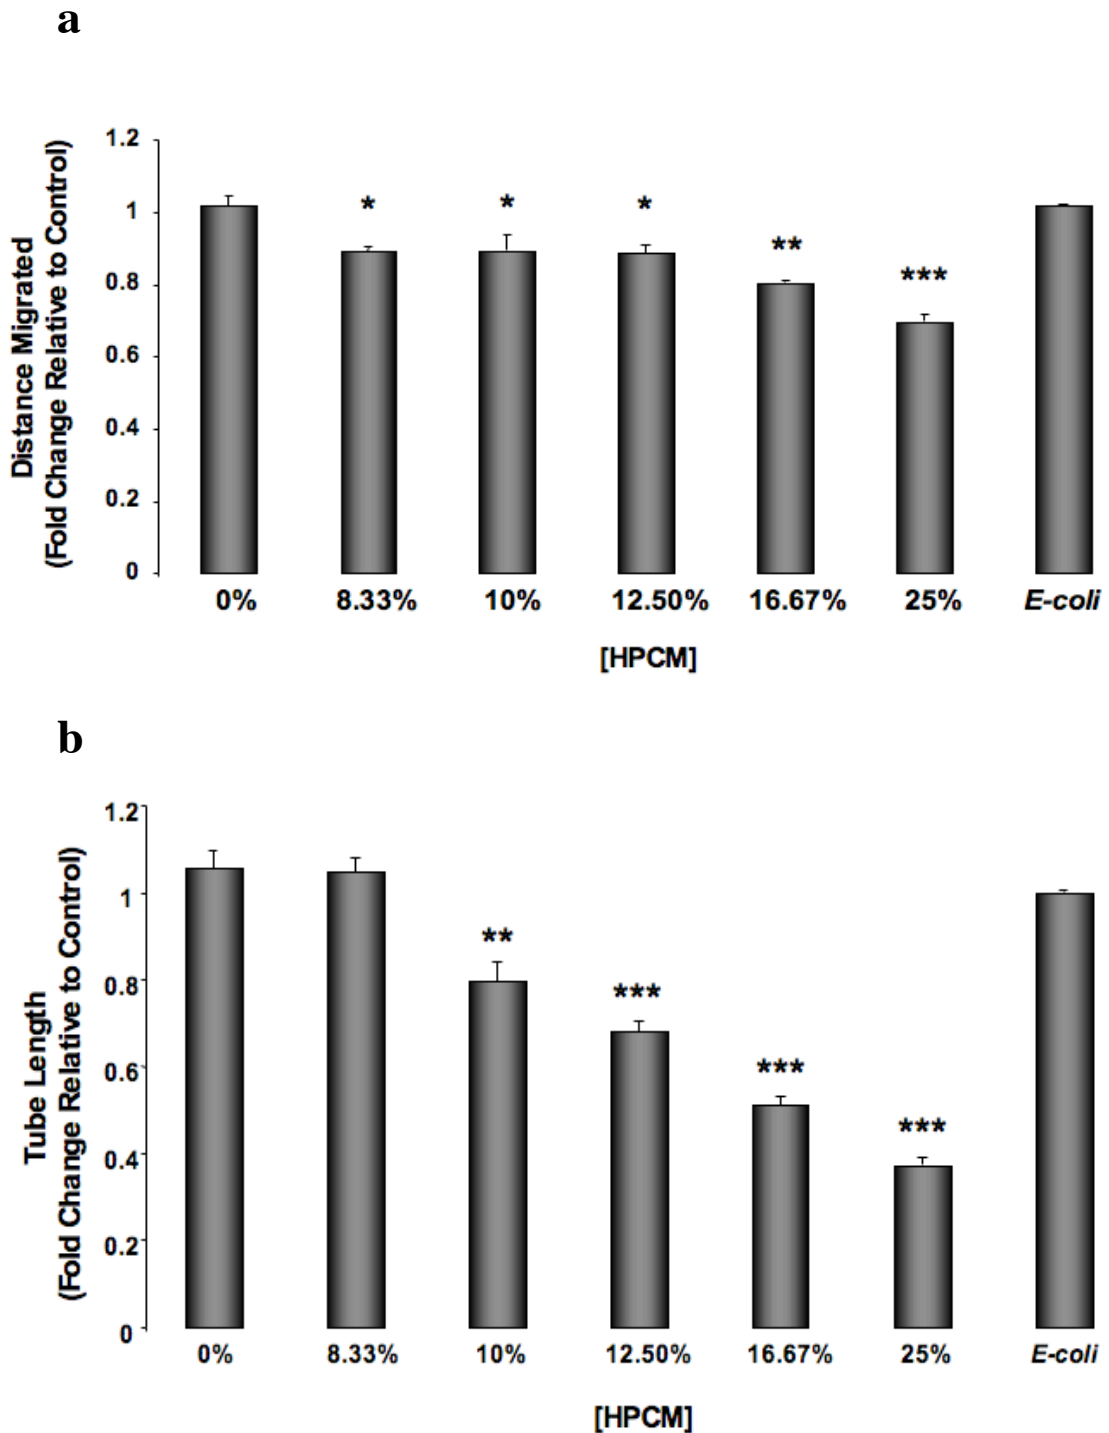 a
Distance Migrated
(Fold Change Relative to Control)
1.2
1
0.8
0.6
0.4
0.2
0
* * * ** ***
0% 8.33% 10% 12.50% 16.67% 25% E-coli
[HPCM]
b
Tube Length
(Fold Change Relative to Control)
1.2
1
0.8
0.6
0.4
0.2
0
** *** *** ***
0% 8.33% 10% 12.50% 16.67% 25% E-coli
[HPCM]